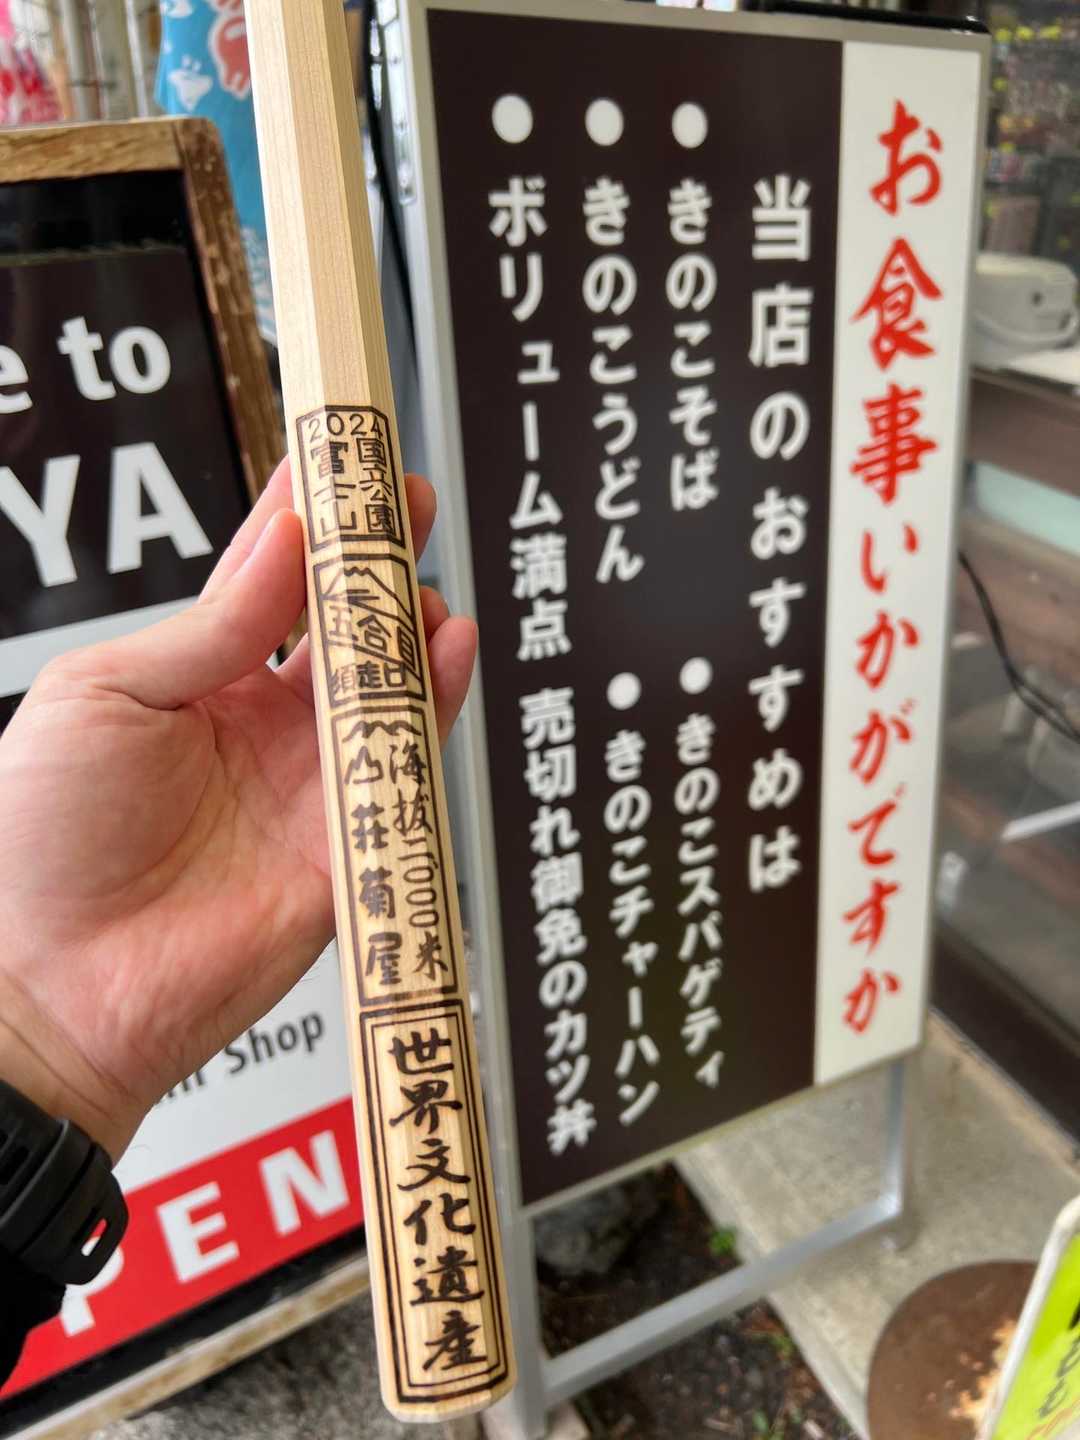 お食事いかがですか
当店のおすすめは
●きのこそば
●きのこスパゲティ
●きのこうどん
●きのこチャーハン
●ボリューム満点 売切れ御免のカツ丼
2024
国立公園
富士山
五合目
須走口
海抜二〇〇〇米
山荘菊屋
世界文化遺産
e to
YA
Shop
PEN